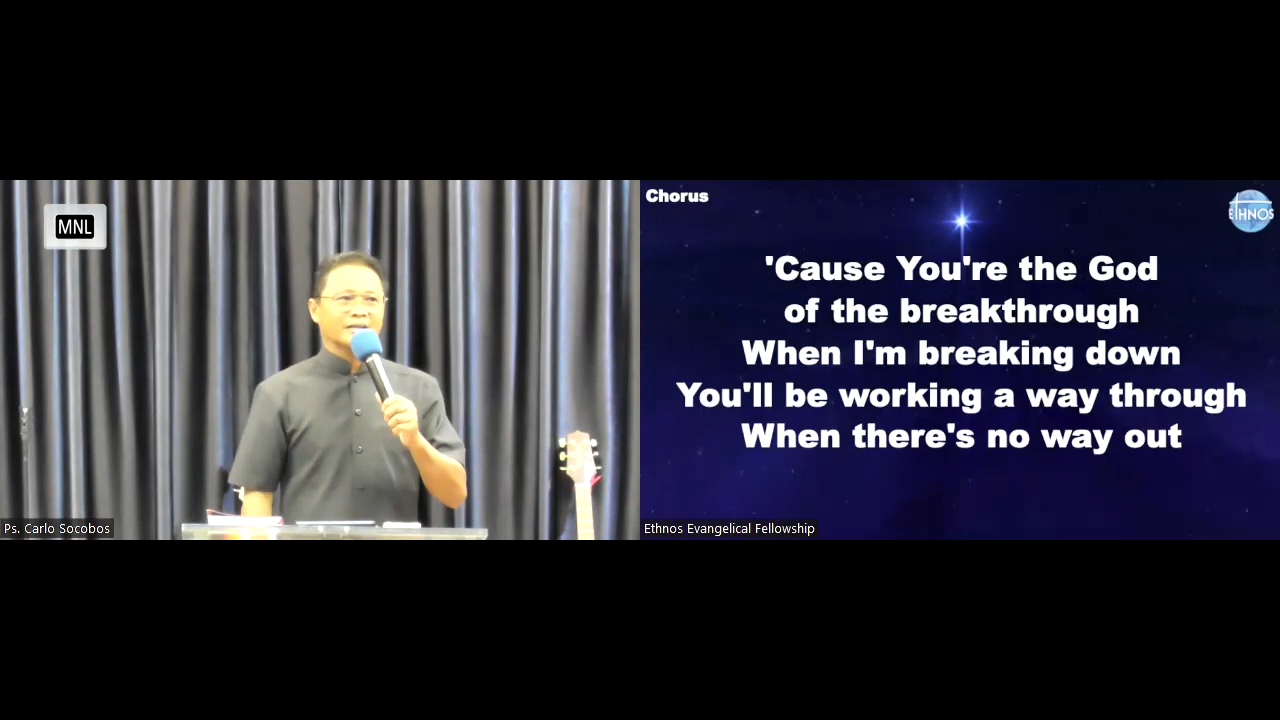 MNL
Ps. Carlo Socobos
Chorus
ETHNOS
'Cause You're the God
of the breakthrough
When I'm breaking down
You'll be working a way through
When there's no way out
Ethnos Evangelical Fellowship